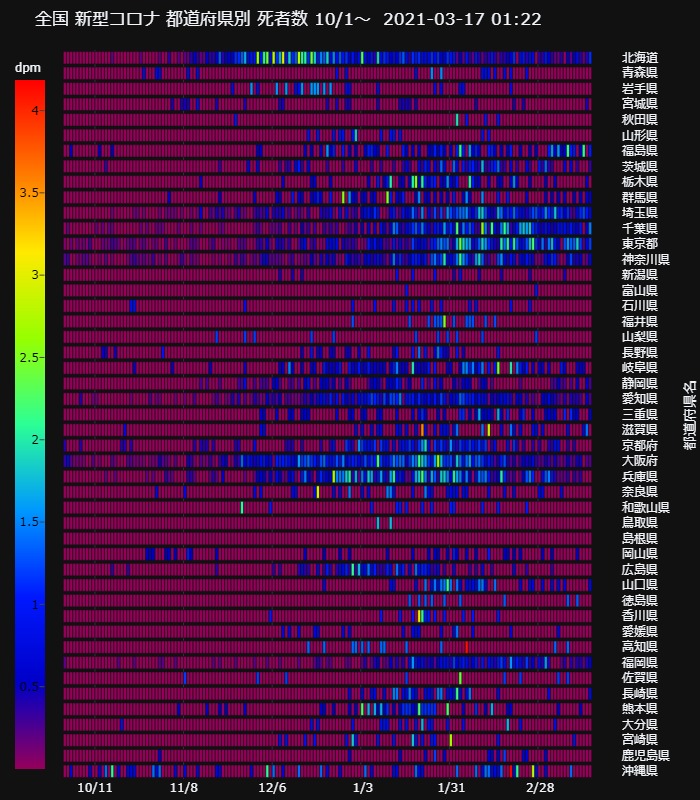 全国 新型コロナ 都道府県別 死者数 10/1～ 2021-03-17 01:22
dpm
4
3.5
3
2.5
2
1.5
1
0.5
北海道
青森県
岩手県
宮城県
秋田県
山形県
福島県
茨城県
栃木県
群馬県
埼玉県
千葉県
東京都
神奈川県
新潟県
富山県
石川県
福井県
山梨県
長野県
岐阜県
静岡県
愛知県
三重県
滋賀県
京都府
大阪府
兵庫県
奈良県
和歌山県
鳥取県
島根県
岡山県
広島県
山口県
徳島県
香川県
愛媛県
高知県
福岡県
佐賀県
長崎県
熊本県
大分県
宮崎県
鹿児島県
沖縄県
都道府県名
10/11 11/8 12/6 1/3 1/31 2/28